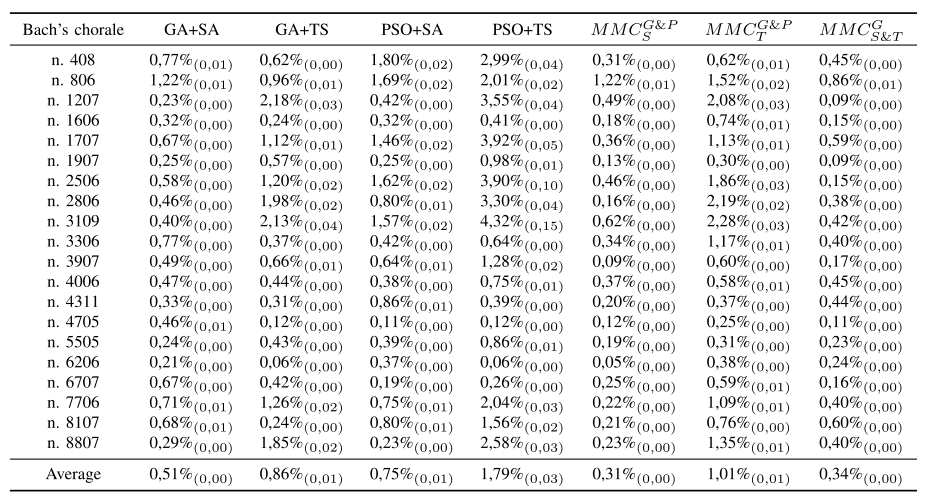 Bach's chorale GA+SA GA+TS PSO+SA PSO+TS MMC_S^{G&P} MMC_T^{G&P} MMC_{S&T}^G
n. 408 0,77%(0,01) 0,62%(0,00) 1,80%(0,02) 2,99%(0,04) 0,31%(0,00) 0,62%(0,01) 0,45%(0,00)
n. 806 1,22%(0,01) 0,96%(0,01) 1,69%(0,02) 2,01%(0,02) 1,22%(0,01) 1,52%(0,02) 0,86%(0,01)
n. 1207 0,23%(0,00) 2,18%(0,03) 0,42%(0,00) 3,55%(0,04) 0,49%(0,00) 2,08%(0,03) 0,09%(0,00)
n. 1606 0,32%(0,00) 0,24%(0,00) 0,32%(0,00) 0,41%(0,00) 0,18%(0,00) 0,74%(0,01) 0,15%(0,00)
n. 1707 0,67%(0,00) 1,12%(0,01) 1,46%(0,02) 3,92%(0,05) 0,36%(0,00) 1,13%(0,01) 0,59%(0,00)
n. 1907 0,25%(0,00) 0,57%(0,00) 0,25%(0,00) 0,98%(0,01) 0,13%(0,00) 0,30%(0,00) 0,09%(0,00)
n. 2506 0,58%(0,00) 1,20%(0,02) 1,62%(0,02) 3,90%(0,10) 0,46%(0,00) 1,86%(0,03) 0,15%(0,00)
n. 2806 0,46%(0,00) 1,98%(0,02) 0,80%(0,01) 3,30%(0,04) 0,16%(0,00) 2,19%(0,02) 0,38%(0,00)
n. 3109 0,40%(0,00) 2,13%(0,04) 1,57%(0,02) 4,32%(0,15) 0,62%(0,00) 2,28%(0,03) 0,42%(0,00)
n. 3306 0,77%(0,00) 0,37%(0,00) 0,42%(0,00) 0,64%(0,00) 0,34%(0,00) 1,17%(0,01) 0,40%(0,00)
n. 3907 0,49%(0,00) 0,66%(0,01) 0,64%(0,01) 1,28%(0,02) 0,09%(0,00) 0,60%(0,00) 0,17%(0,00)
n. 4006 0,47%(0,00) 0,44%(0,00) 0,38%(0,00) 0,75%(0,01) 0,37%(0,00) 0,58%(0,01) 0,45%(0,00)
n. 4311 0,33%(0,00) 0,31%(0,00) 0,86%(0,01) 0,39%(0,00) 0,20%(0,00) 0,37%(0,00) 0,44%(0,00)
n. 4705 0,46%(0,01) 0,12%(0,00) 0,11%(0,00) 0,12%(0,00) 0,12%(0,00) 0,25%(0,00) 0,11%(0,00)
n. 5505 0,24%(0,00) 0,43%(0,00) 0,39%(0,00) 0,86%(0,01) 0,19%(0,00) 0,31%(0,00) 0,23%(0,00)
n. 6206 0,21%(0,00) 0,06%(0,00) 0,37%(0,00) 0,06%(0,00) 0,05%(0,00) 0,38%(0,00) 0,24%(0,00)
n. 6707 0,67%(0,00) 0,42%(0,00) 0,19%(0,00) 0,26%(0,00) 0,25%(0,00) 0,59%(0,01) 0,16%(0,00)
n. 7706 0,71%(0,01) 1,26%(0,02) 0,75%(0,01) 2,04%(0,03) 0,22%(0,00) 1,09%(0,01) 0,40%(0,00)
n. 8107 0,68%(0,01) 0,24%(0,00) 0,80%(0,01) 1,56%(0,02) 0,21%(0,00) 0,76%(0,00) 0,60%(0,00)
n. 8807 0,29%(0,00) 1,85%(0,02) 0,23%(0,00) 2,58%(0,03) 0,23%(0,00) 1,35%(0,01) 0,40%(0,00)
Average 0,51%(0,00) 0,86%(0,01) 0,75%(0,01) 1,79%(0,03) 0,31%(0,00) 1,01%(0,01) 0,34%(0,00)